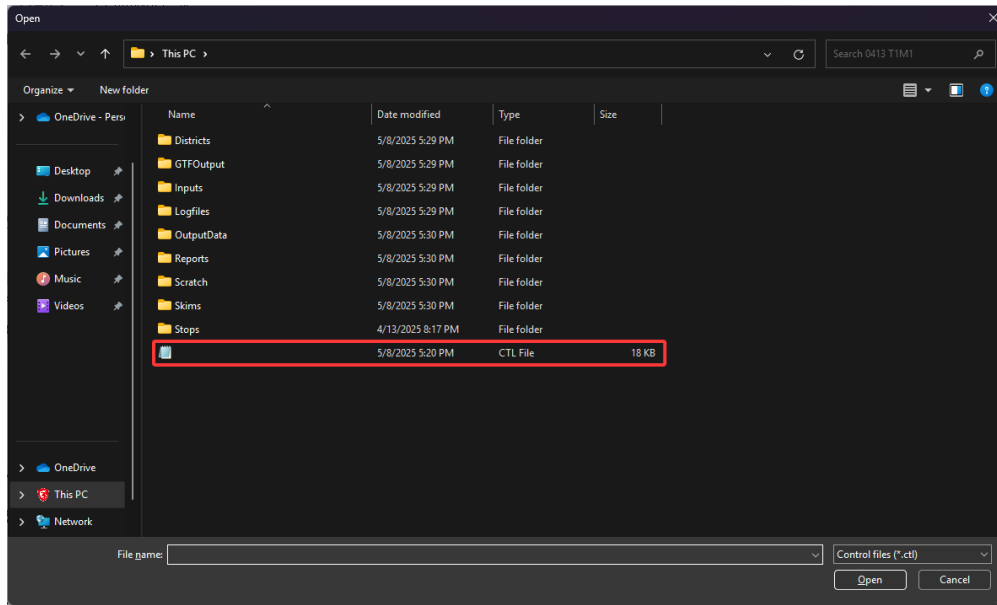 Open
This PC
Search 0413 T1M1
Organize New folder
OneDrive - Pers
Name Date modified Type Size
Districts 5/8/2025 5:29 PM File folder
GTFOutput 5/8/2025 5:29 PM File folder
Desktop
Inputs 5/8/2025 5:29 PM File folder
Downloads
Logfiles 5/8/2025 5:29 PM File folder
Documents
OutputData 5/8/2025 5:30 PM File folder
Pictures
Reports 5/8/2025 5:30 PM File folder
Music
Scratch 5/8/2025 5:30 PM File folder
Videos
Skims 5/8/2025 5:30 PM File folder
Stops 4/13/2025 8:17 PM File folder
5/8/2025 5:20 PM CTL File 18 KB
OneDrive
This PC
Network
File name: Control files (*.ctl)
Open Cancel